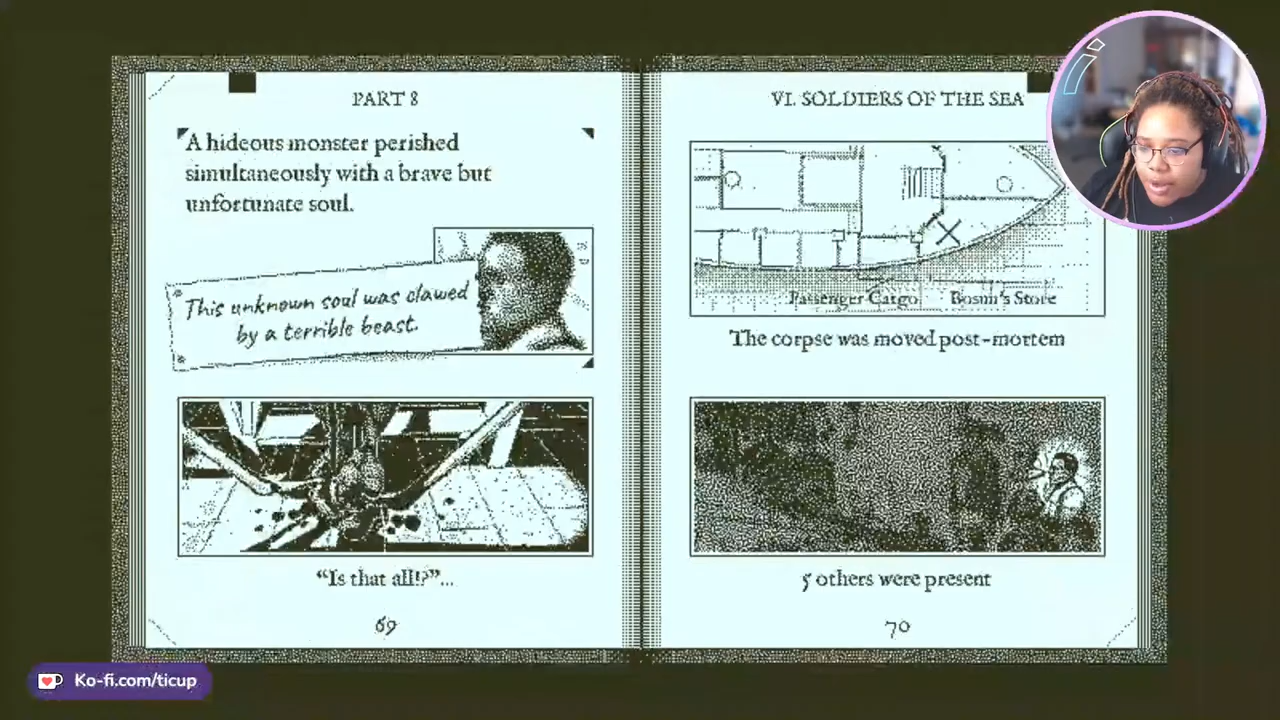 PART 8
A hideous monster perished
simultaneously with a brave but
unfortunate soul.
This unknown soul was clawed
by a terrible beast.
"Is that all!?"...
69
VI. SOLDIERS OF THE SEA
Passenger Cargo
Bosun's Store
The corpse was moved post-mortem
5 others were present
70
Ko-fi.com/ticup